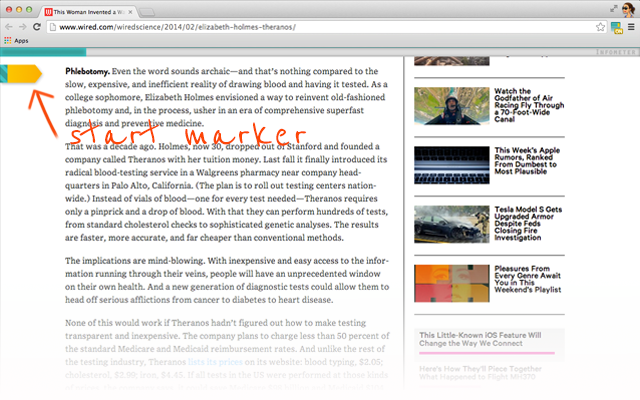 This Woman Invented a W
www.wired.com/wiredscience/2014/02/elizabeth-holmes-theranos/
Apps
INFOMETER
Phlebotomy. Even the word sounds archaic—and that's nothing compared to the
slow, expensive, and inefficient reality of drawing blood and having it tested. As a
college sophomore, Elizabeth Holmes envisioned a way to reinvent old-fashioned
phlebotomy and, in the process, usher in an era of comprehensive superfast
diagnosis and preventive medicine.
start marker
That was a decade ago. Holmes, now 30, dropped out of Stanford and founded a
company called Theranos with her tuition money. Last fall it finally introduced its
radical blood-testing service in a Walgreens pharmacy near company head-
quarters in Palo Alto, California. (The plan is to roll out testing centers nation-
wide.) Instead of vials of blood—one for every test needed—Theranos requires
only a pinprick and a drop of blood. With that they can perform hundreds of tests,
from standard cholesterol checks to sophisticated genetic analyses. The results
are faster, more accurate, and far cheaper than conventional methods.
The implications are mind-blowing. With inexpensive and easy access to the infor-
mation running through their veins, people will have an unprecedented window
on their own health. And a new generation of diagnostic tests could allow them to
head off serious afflictions from cancer to diabetes to heart disease.
None of this would work if Theranos hadn't figured out how to make testing
transparent and inexpensive. The company plans to charge less than 50 percent of
the standard Medicare and Medicaid reimbursement rates. And unlike the rest
of the testing industry, Theranos lists its prices on its website: blood typing, $2.05;
cholesterol, $2.99; iron, $4.45. If all tests in the US were performed at those kinds
Watch the
Godfather of Air
Racing Fly Through
a 70-Foot-Wide
Canal
This Week's Apple
Rumors, Ranked
From Dumbest to
Most Plausible
Tesla Model S Gets
Upgraded Armor
Despite Feds
Closing Fire
Investigation
Pleasures From
Every Genre Await
You in This
Weekend's Playlist
This Little-Known iOS Feature Will
Change the Way We Connect
Here's How They'll Piece Together
What Happened to Flight MH370